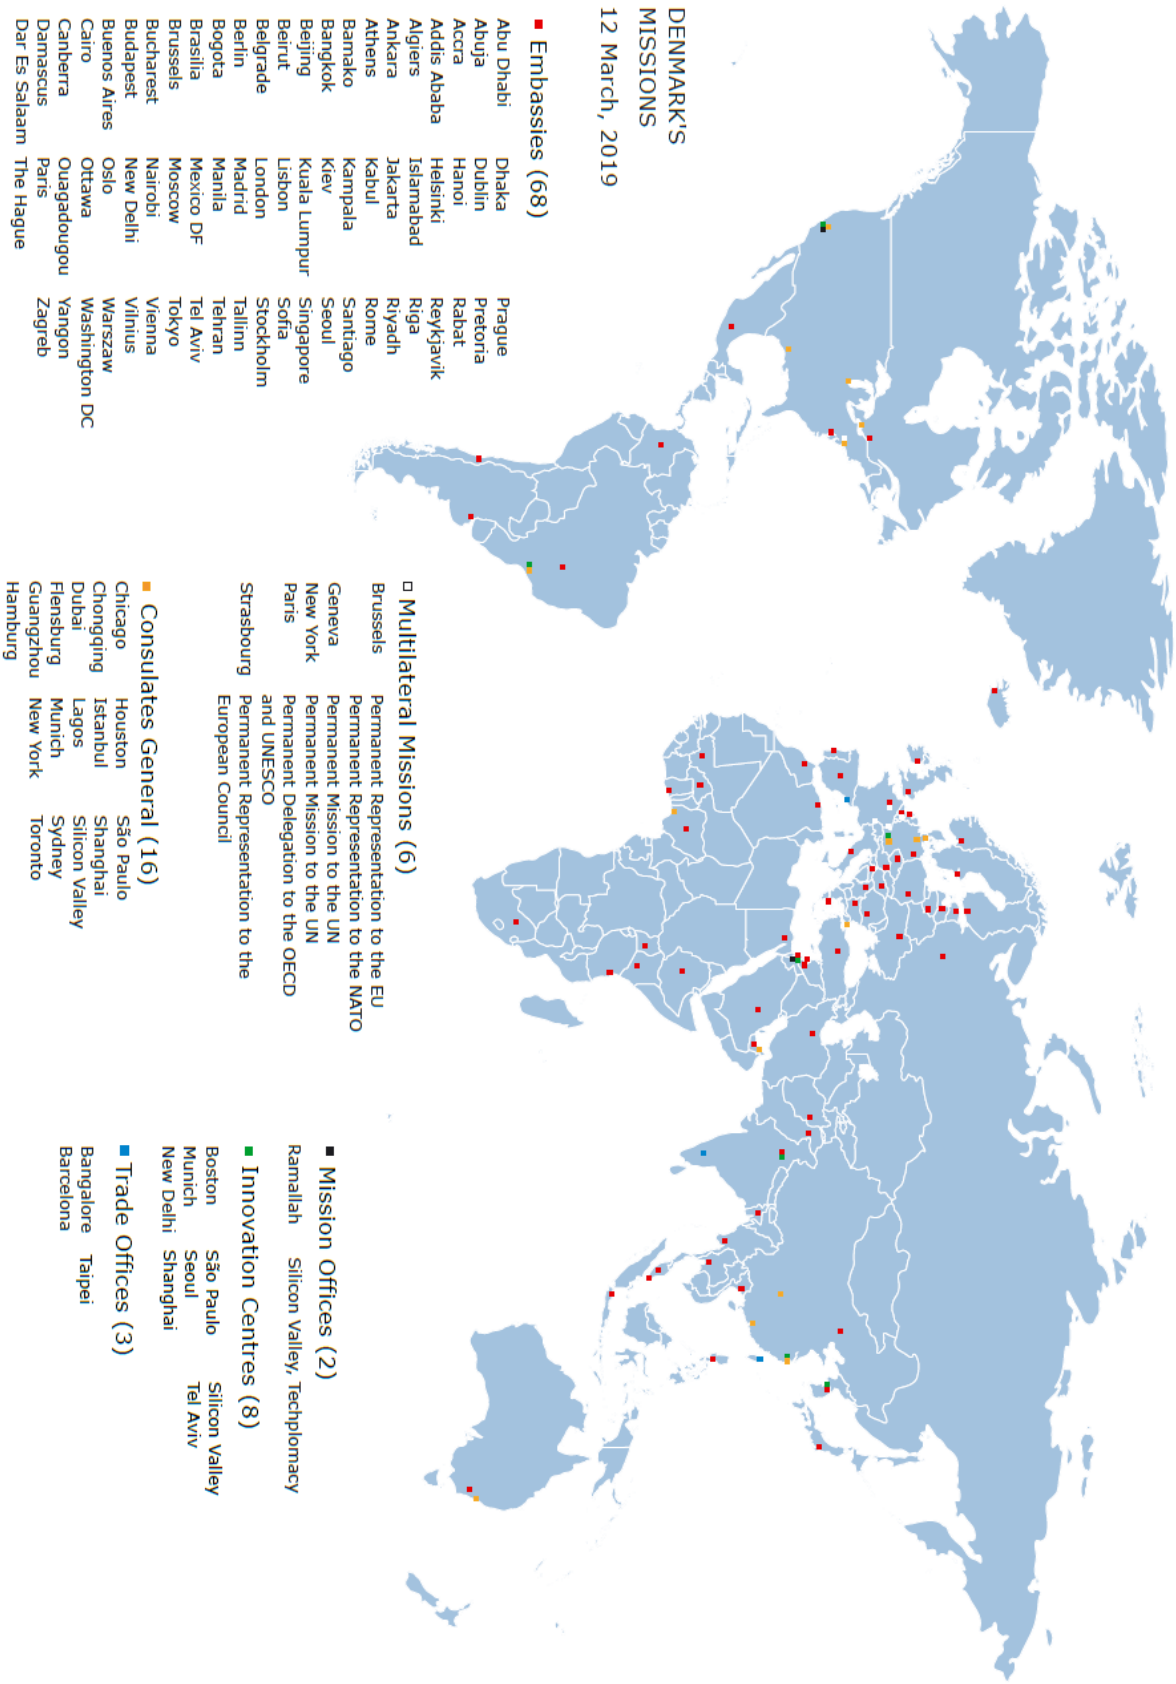 DENMARK'S
MISSIONS
12 March, 2019
Embassies (68)
Abu Dhabi
Abuja
Accra
Addis Ababa
Algiers
Ankara
Athens
Bamako
Bangkok
Beijing
Beirut
Belgrade
Berlin
Bogota
Brasilia
Brussels
Bucharest
Budapest
Buenos Aires
Cairo
Canberra
Damascus
Dar Es Salaam
Dhaka
Dublin
Hanoi
Helsinki
Islamabad
Jakarta
Kabul
Kampala
Kiev
Kuala Lumpur
Lisbon
London
Madrid
Manila
Mexico DF
Moscow
Nairobi
New Delhi
Oslo
Ottawa
Ouagadougou
Paris
The Hague
Prague
Pretoria
Rabat
Reykjavik
Riga
Riyadh
Rome
Santiago
Seoul
Singapore
Sofia
Stockholm
Tallinn
Tehran
Tel Aviv
Tokyo
Vienna
Vilnius
Warszaw
Washington DC
Yangon
Zagreb
Multilateral Missions (6)
Brussels Permanent Representation to the EU
Permanent Representation to the NATO
Geneva Permanent Mission to the UN
New York Permanent Mission to the UN
Paris Permanent Delegation to the OECD
and UNESCO
Strasbourg Permanent Representation to the
European Council
Consulates General (16)
Chicago
Chongqing
Dubai
Flensburg
Guangzhou
Hamburg
Houston
Istanbul
Lagos
Munich
New York
São Paulo
Shanghai
Silicon Valley
Sydney
Toronto
Mission Offices (2)
Ramallah Silicon Valley, Techplomacy
Innovation Centres (8)
Boston
Munich
New Delhi
São Paulo
Seoul
Shanghai
Silicon Valley
Tel Aviv
Trade Offices (3)
Bangalore
Barcelona
Taipei